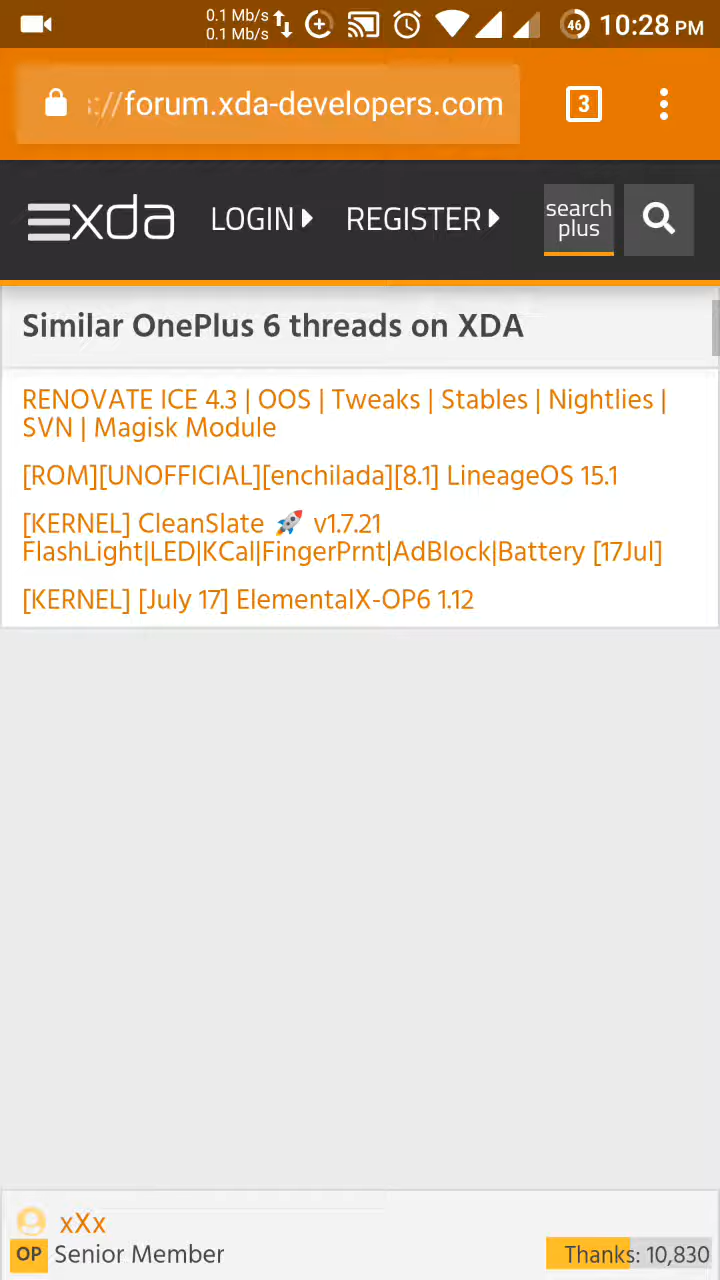 0.1 Mb/s
0.1 Mb/s
46
10:28 PM
://forum.xda-developers.com
3
xda
LOGIN
REGISTER
search
plus
Similar OnePlus 6 threads on XDA
RENOVATE ICE 4.3 | OOS | Tweaks | Stables | Nightlies |
SVN | Magisk Module
[ROM][UNOFFICIAL][enchilada][8.1] LineageOS 15.1
[KERNEL] CleanSlate 🚀 v1.7.21
FlashLight|LED|KCal|FingerPrnt|AdBlock|Battery [17Jul]
[KERNEL] [July 17] ElementalX-OP6 1.12
xXx
OP Senior Member
Thanks: 10,830